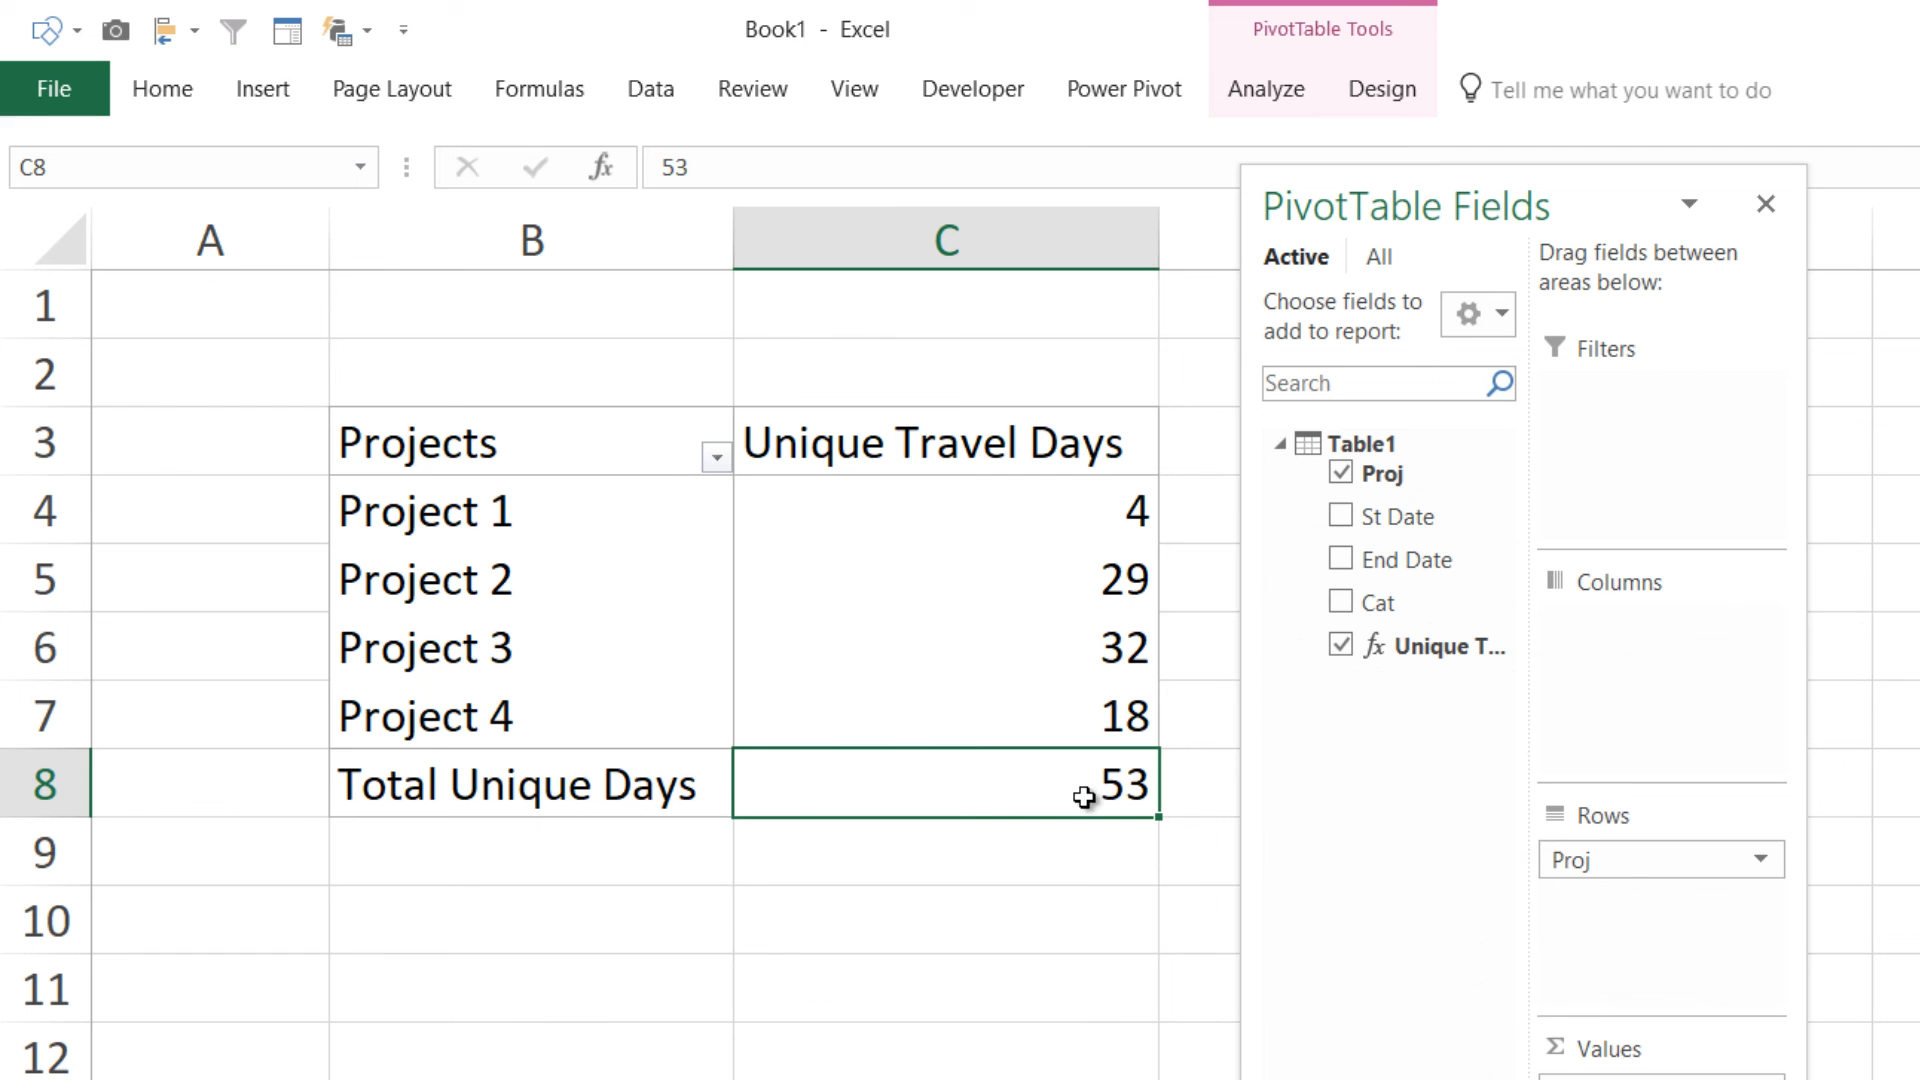 Book1 - Excel
PivotTable Tools
File Home Insert Page Layout Formulas Data Review View Developer Power Pivot Analyze Design Tell me what you want to do
C8 fx 53
A B C
1
2
3 Projects Unique Travel Days
4 Project 1 4
5 Project 2 29
6 Project 3 32
7 Project 4 18
8 Total Unique Days 53
9
10
11
12
PivotTable Fields
Active All
Choose fields to
add to report:
Search
Table1
Proj
St Date
End Date
Cat
fx Unique T...
Drag fields between
areas below:
Filters
Columns
Rows
Proj
Σ Values